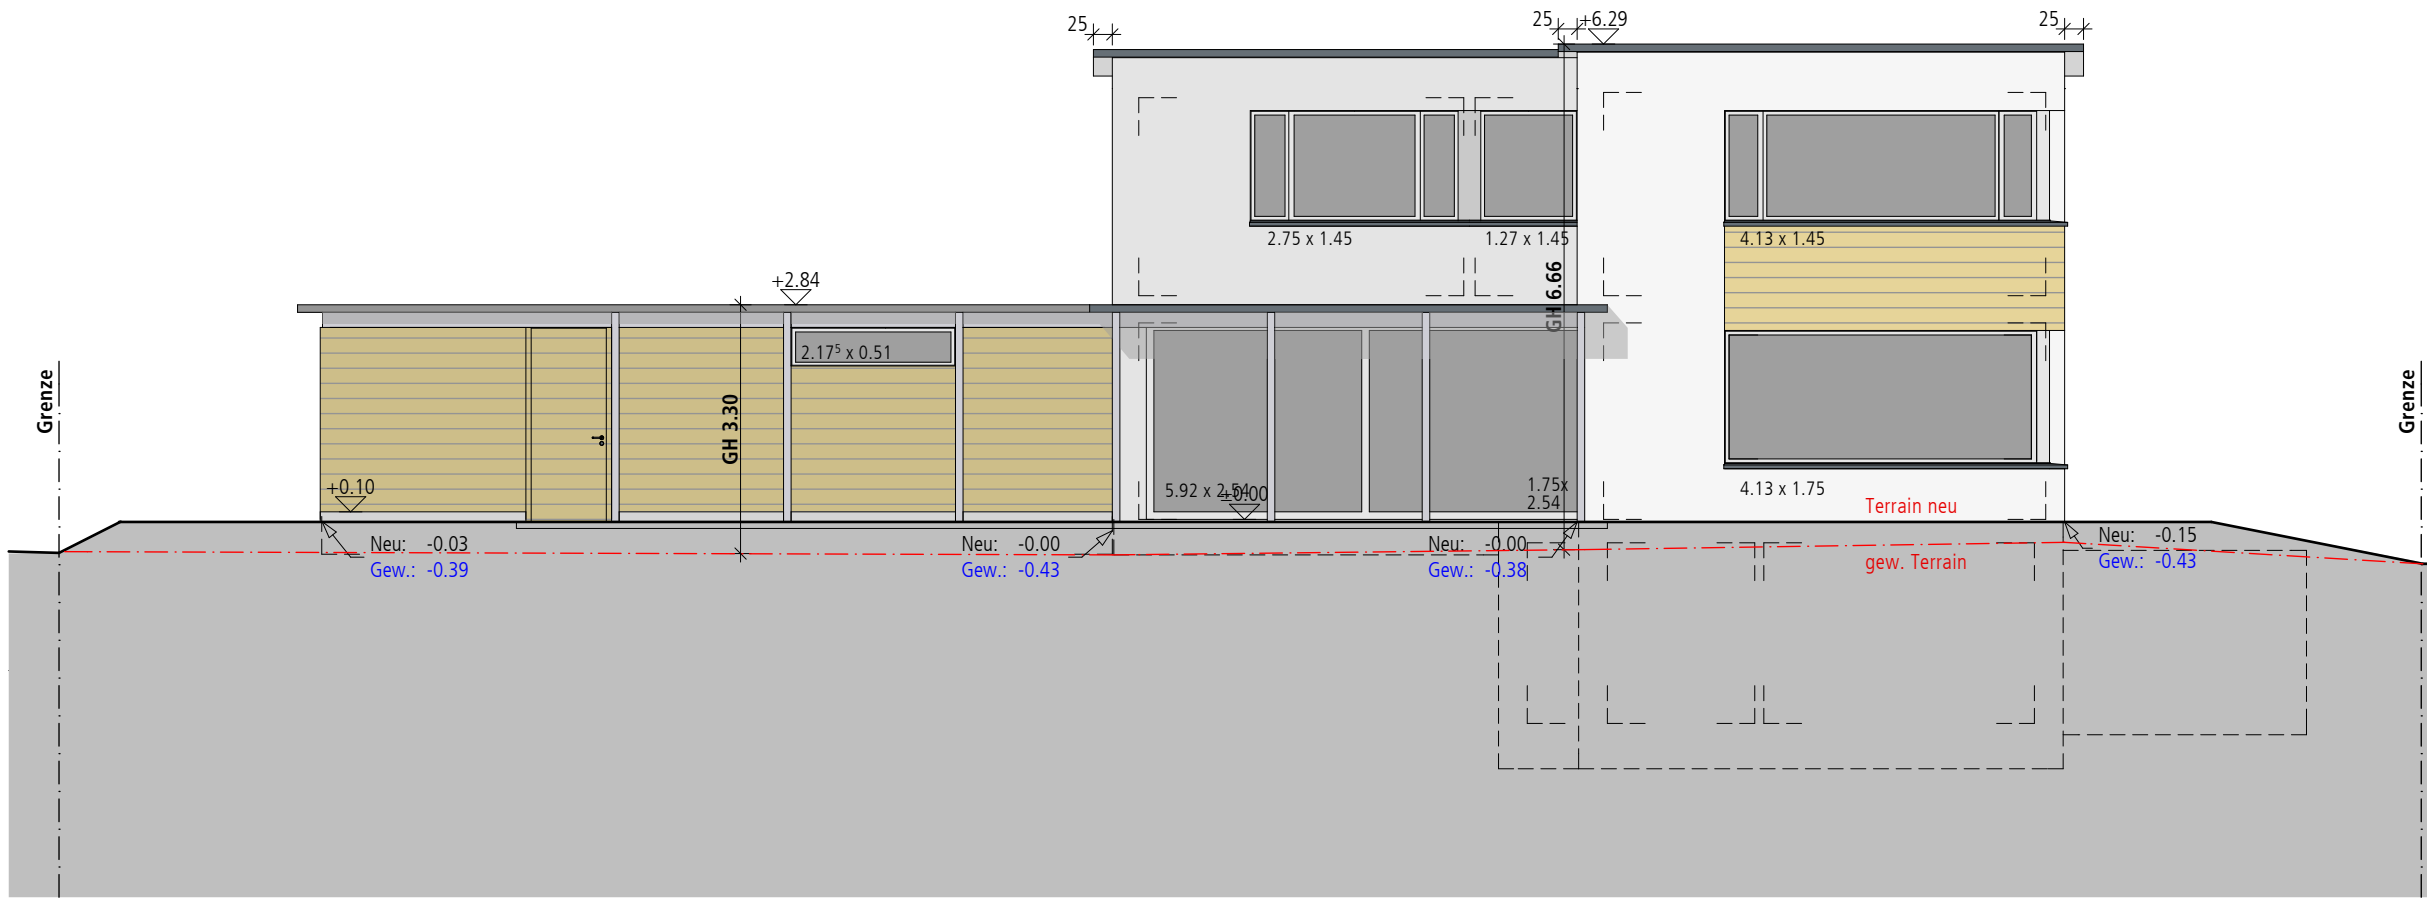 25
25
+6.29
25
2.75 x 1.45
1.27 x 1.45
4.13 x 1.45
GH 6.66
+2.84
2.17⁵ x 0.51
Grenze
GH 3.30
Grenze
+0.10
5.92 x 2.54
±0.00
1.75x
2.54
4.13 x 1.75
Terrain neu
Neu: -0.03
Gew.: -0.39
Neu: -0.00
Gew.: -0.43
Neu: -0.00
Gew.: -0.38
gew. Terrain
Neu: -0.15
Gew.: -0.43